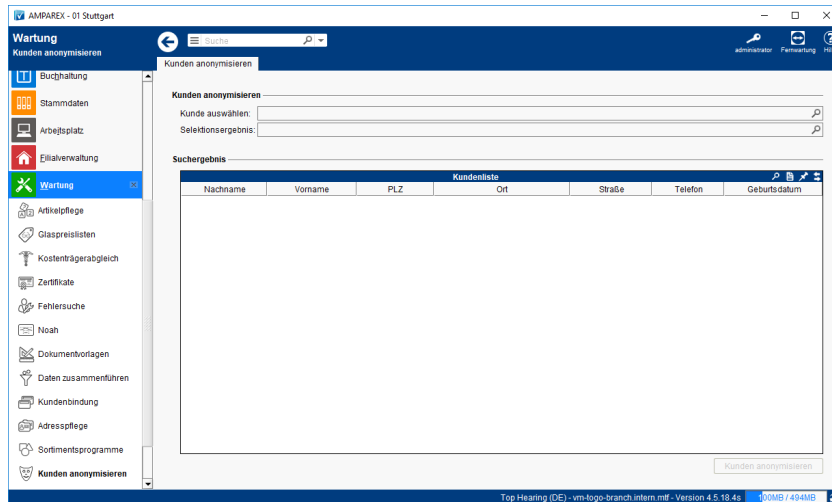 AMPAREX - 01 Stuttgart
Wartung
Kunden anonymisieren
Suche
administrator
Fernwartung
Kunden anonymisieren
Buchhaltung
Stammdaten
Arbeitsplatz
Filialverwaltung
Wartung
Artikelpflege
Glaspreislisten
Kostenträgerabgleich
Zertifikate
Fehlersuche
Noah
Dokumentvorlagen
Daten zusammenführen
Kundenbindung
Adresspflege
Sortimentsprogramme
Kunden anonymisieren
Kunden anonymisieren
Kunde auswählen:
Selektionsergebnis:
Suchergebnis
Kundenliste
Nachname Vorname PLZ Ort Straße Telefon Geburtsdatum
Kunden anonymisieren
Top Hearing (DE) - vm-togo-branch.intern.mtf - Version 4.5.18.4s 100MB / 494MB